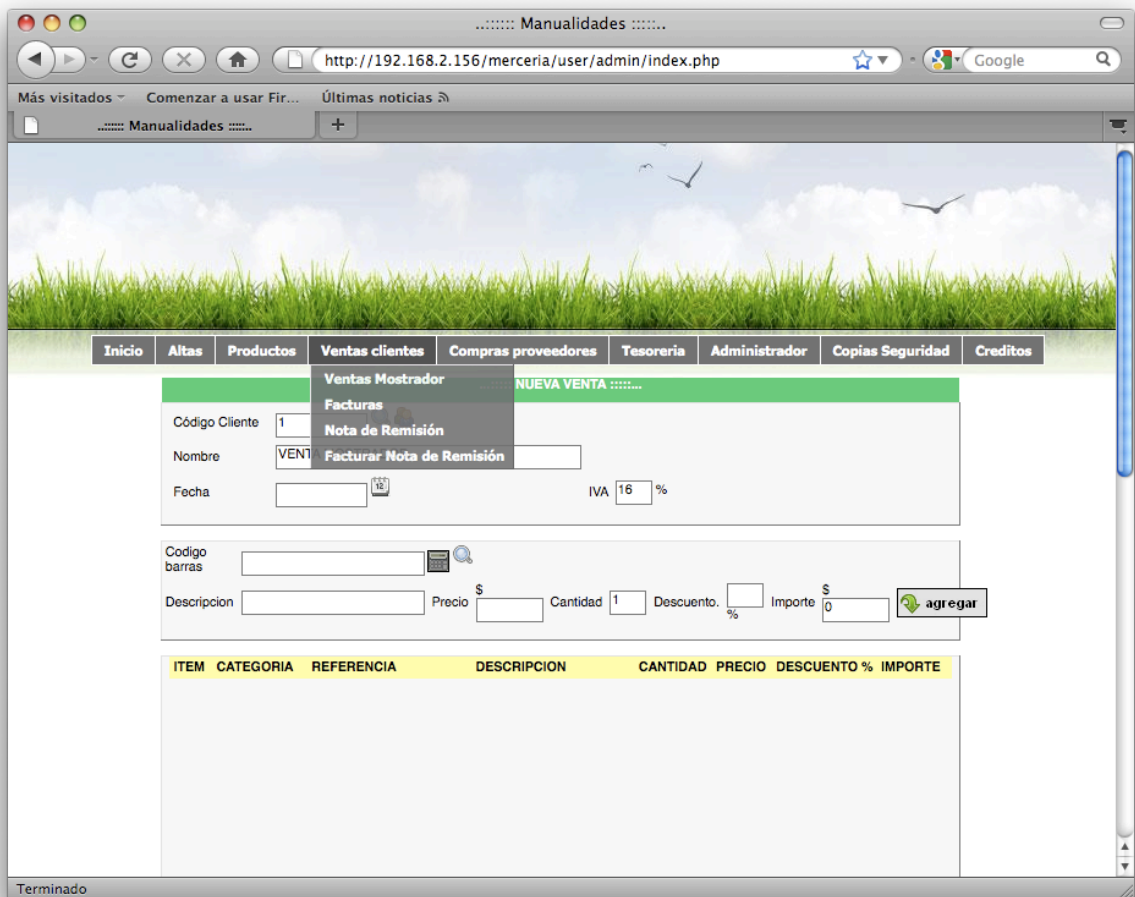 ..:::::: Manualidades :::::..
http://192.168.2.156/merceria/user/admin/index.php
Google
Más visitados
Comenzar a usar Fir...
Últimas noticias
..:::::: Manualidades :::::..
+
Inicio
Altas
Productos
Ventas clientes
Compras proveedores
Tesoreria
Administrador
Copias Seguridad
Creditos
Ventas Mostrador
Facturas
Nota de Remisión
Facturar Nota de Remisión
NUEVA VENTA :::::...
Código Cliente
1
Nombre
VENT
Fecha
12
IVA
16
%
Codigo
barras
Descripcion
Precio
$
Cantidad
1
Descuento.
%
Importe
$
0
agregar
ITEM CATEGORIA REFERENCIA DESCRIPCION CANTIDAD PRECIO DESCUENTO % IMPORTE
Terminado